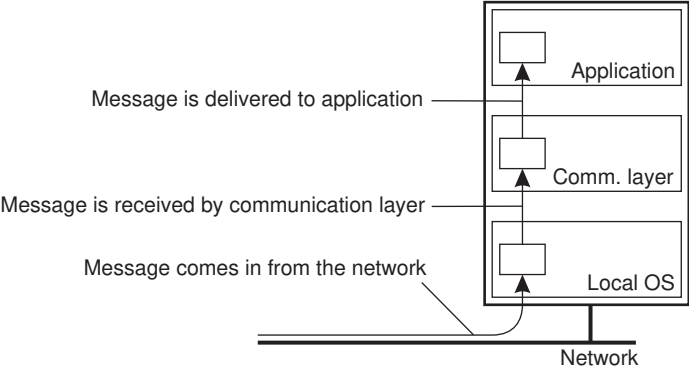 Application
Message is delivered to application
Comm. layer
Message is received by communication layer
Message comes in from the network
Local OS
Network